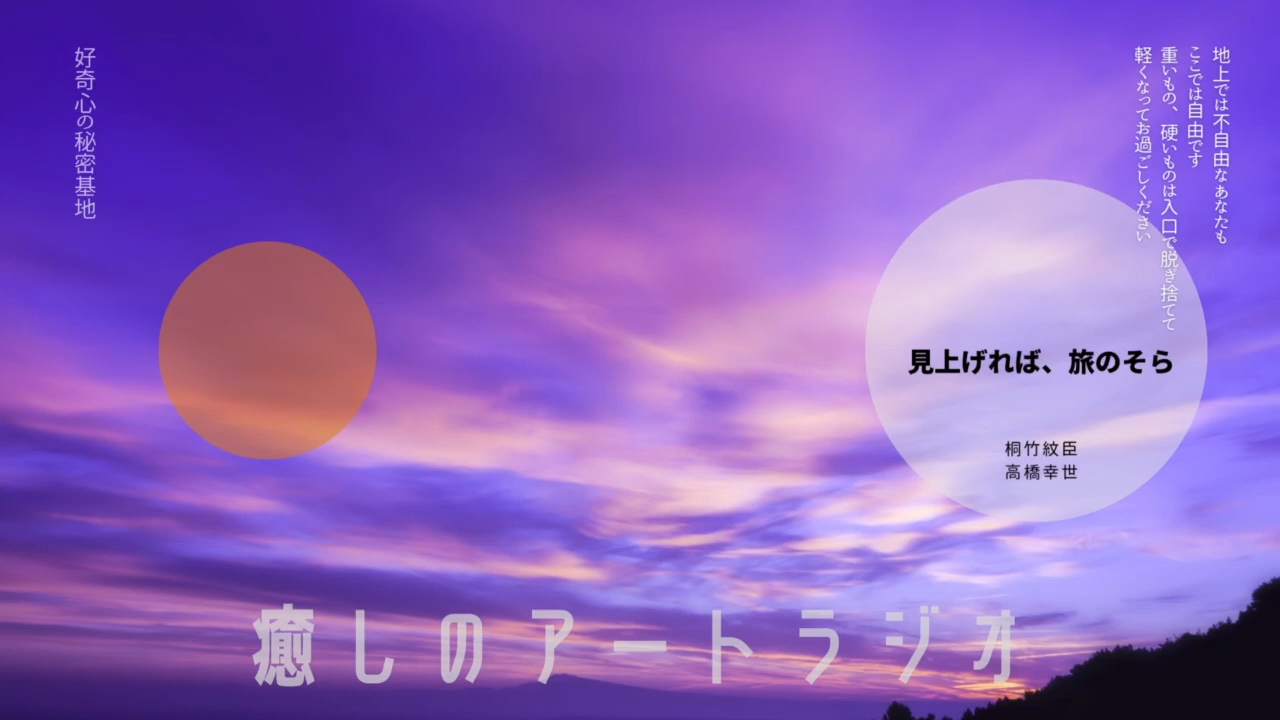 好奇心の秘密基地
地上では不自由なあなたも
ここでは自由です
重いもの、硬いものは入口で脱ぎ捨てて
軽くなってお過ごしください
見上げれば、旅のそら
桐竹紋臣
高橋幸世
癒しのアートラジオ